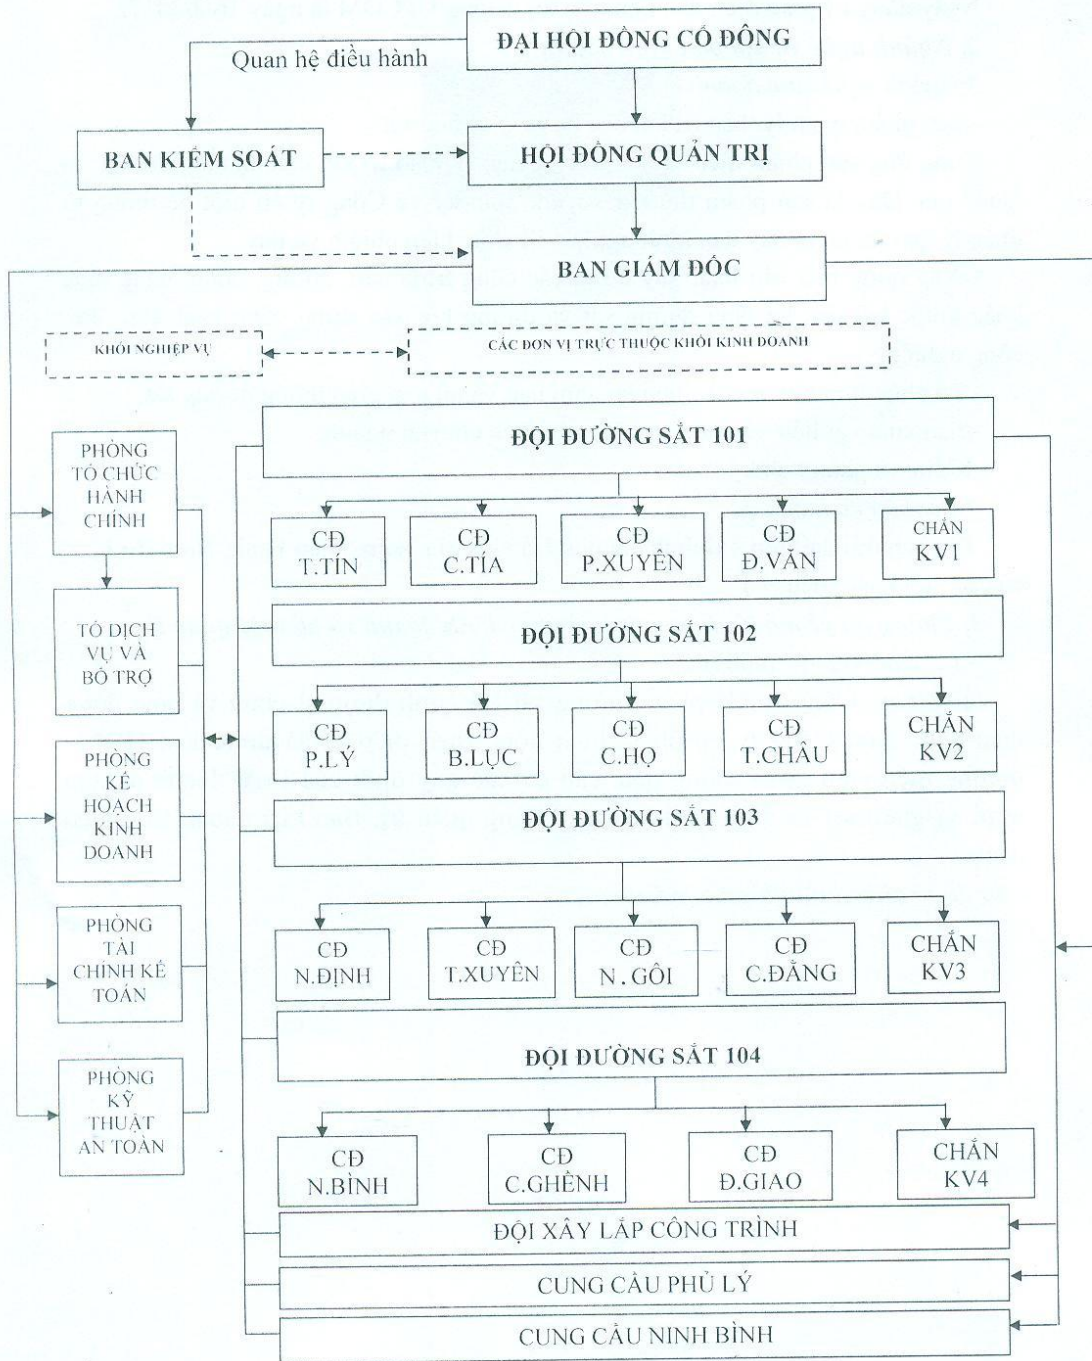 ĐẠI HỘI ĐỒNG CỔ ĐÔNG
Quan hệ điều hành
BAN KIỂM SOÁT
HỘI ĐỒNG QUẢN TRỊ
BAN GIÁM ĐỐC
KHỐI NGHIỆP VỤ
CÁC ĐƠN VỊ TRỰC THUỘC KHỐI KINH DOANH
PHÒNG
TỔ CHỨC
HÀNH
CHÍNH
TỔ DỊCH
VỤ VÀ
BỔ TRỢ
PHÒNG
KẾ
HOẠCH
KINH
DOANH
PHÒNG
TÀI
CHÍNH KẾ
TOÁN
PHÒNG
KỸ
THUẬT
AN TOÀN
ĐỘI ĐƯỜNG SẮT 101
CĐ
T.TÍN
CĐ
C.TÍA
CĐ
P.XUYÊN
CĐ
Đ.VĂN
CHẮN
KV1
ĐỘI ĐƯỜNG SẮT 102
CĐ
P.LÝ
CĐ
B.LỤC
CĐ
C.HỌ
CĐ
T.CHÂU
CHẮN
KV2
ĐỘI ĐƯỜNG SẮT 103
CĐ
N.ĐỊNH
CĐ
T.XUYÊN
CĐ
N.GÔI
CĐ
C.ĐẰNG
CHẮN
KV3
ĐỘI ĐƯỜNG SẮT 104
CĐ
N.BÌNH
CĐ
C.GHỀNH
CĐ
Đ.GIAO
CHẮN
KV4
ĐỘI XÂY LẮP CÔNG TRÌNH
CUNG CẦU PHỦ LÝ
CUNG CẦU NINH BÌNH